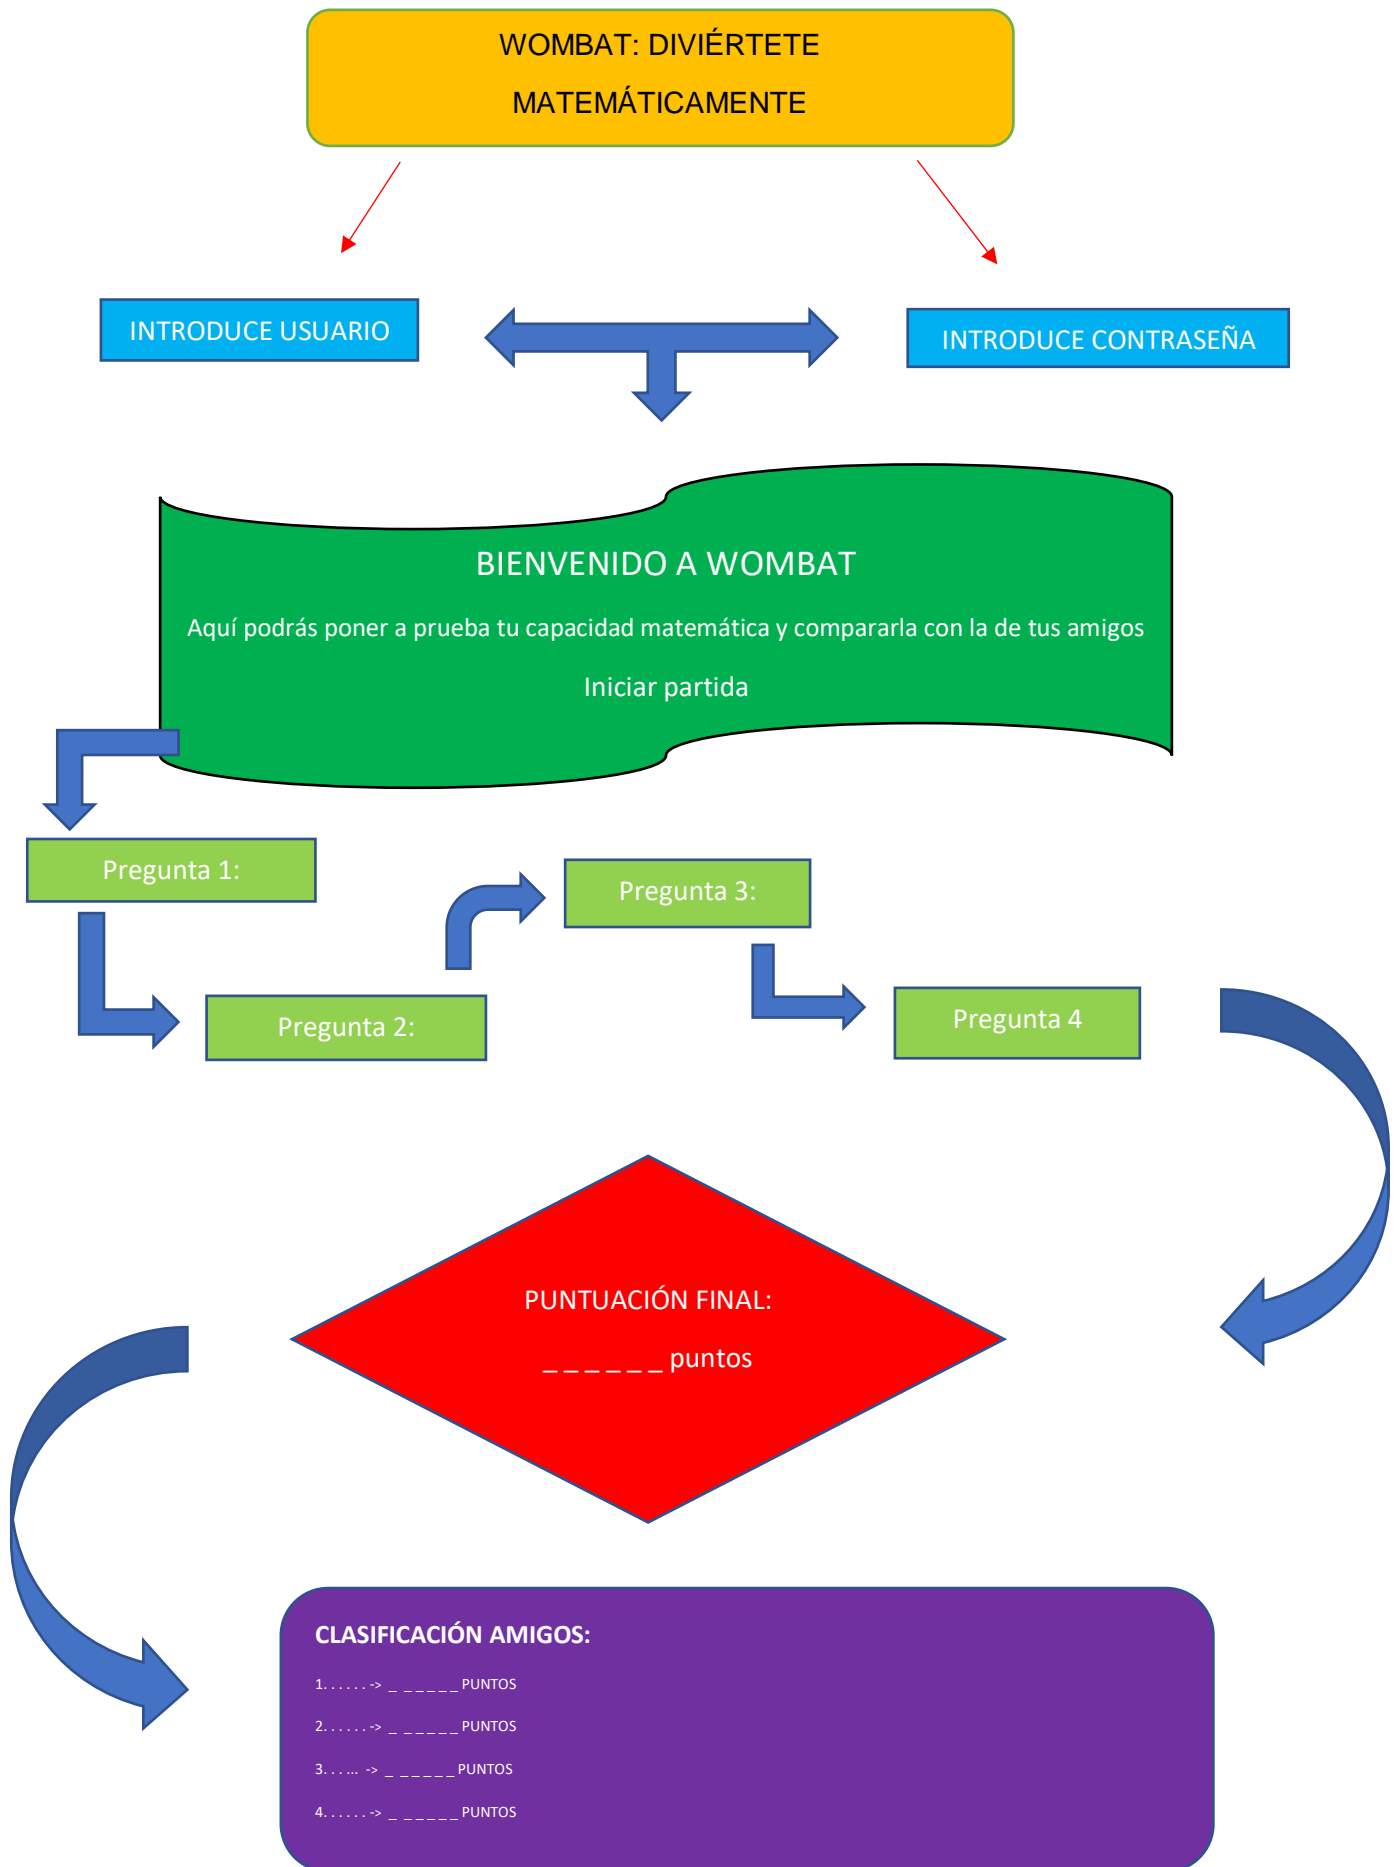 WOMBAT: DIVIÉRTETE
MATEMÁTICAMENTE
INTRODUCE USUARIO
INTRODUCE CONTRASEÑA
BIENVENIDO A WOMBAT
Aquí podrás poner a prueba tu capacidad matemática y compararla con la de tus amigos
Iniciar partida
Pregunta 1:
Pregunta 2:
Pregunta 3:
Pregunta 4
PUNTUACIÓN FINAL:
_ _ _ _ _ _ puntos
CLASIFICACIÓN AMIGOS:
1. . . . . . -> _ _ _ _ _ _ PUNTOS
2. . . . . . -> _ _ _ _ _ _ PUNTOS
3. . . ... -> _ _ _ _ _ _ PUNTOS
4. . . . . . -> _ _ _ _ _ _ PUNTOS